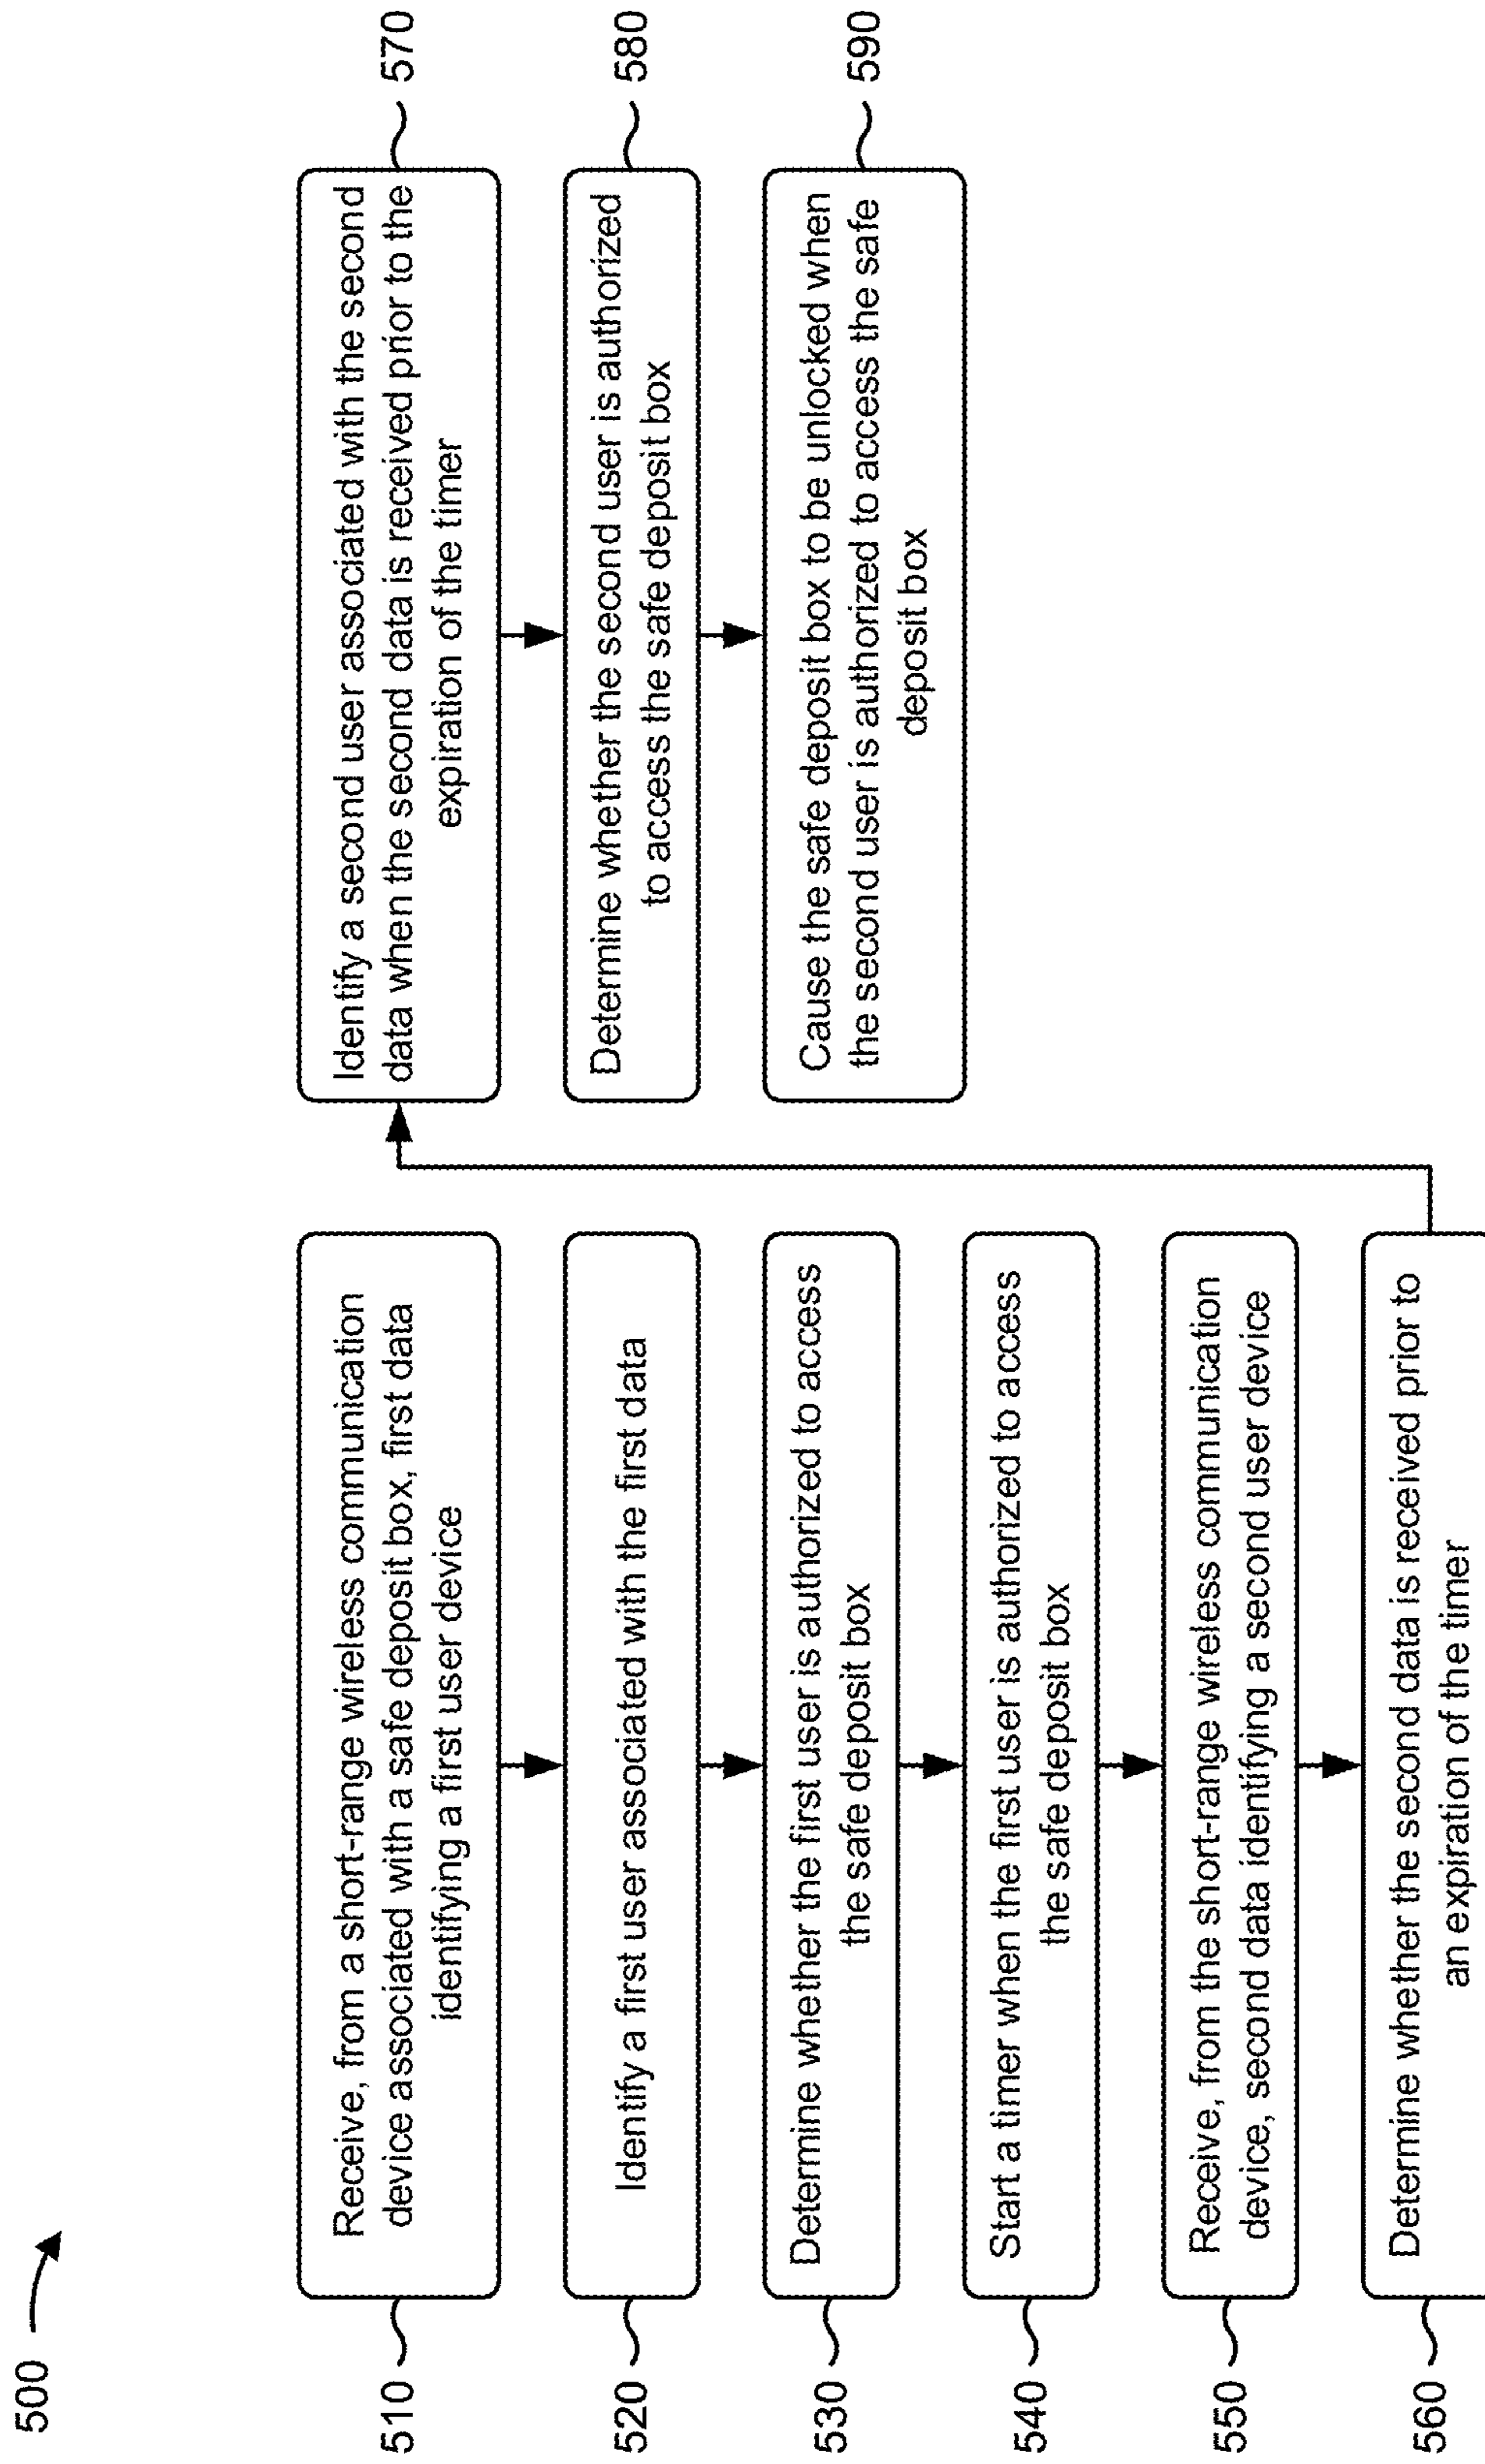 500
510
Receive, from a short-range wireless communication
device associated with a safe deposit box, first data
identifying a first user device
520
Identify a first user associated with the first data
530
Determine whether the first user is authorized to access
the safe deposit box
540
Start a timer when the first user is authorized to access
the safe deposit box
550
Receive, from the short-range wireless communication
device, second data identifying a second user device
560
Determine whether the second data is received prior to
an expiration of the timer
570
Identify a second user associated with the second
data when the second data is received prior to the
expiration of the timer
580
Determine whether the second user is authorized
to access the safe deposit box
590
Cause the safe deposit box to be unlocked when
the second user is authorized to access the safe
deposit box